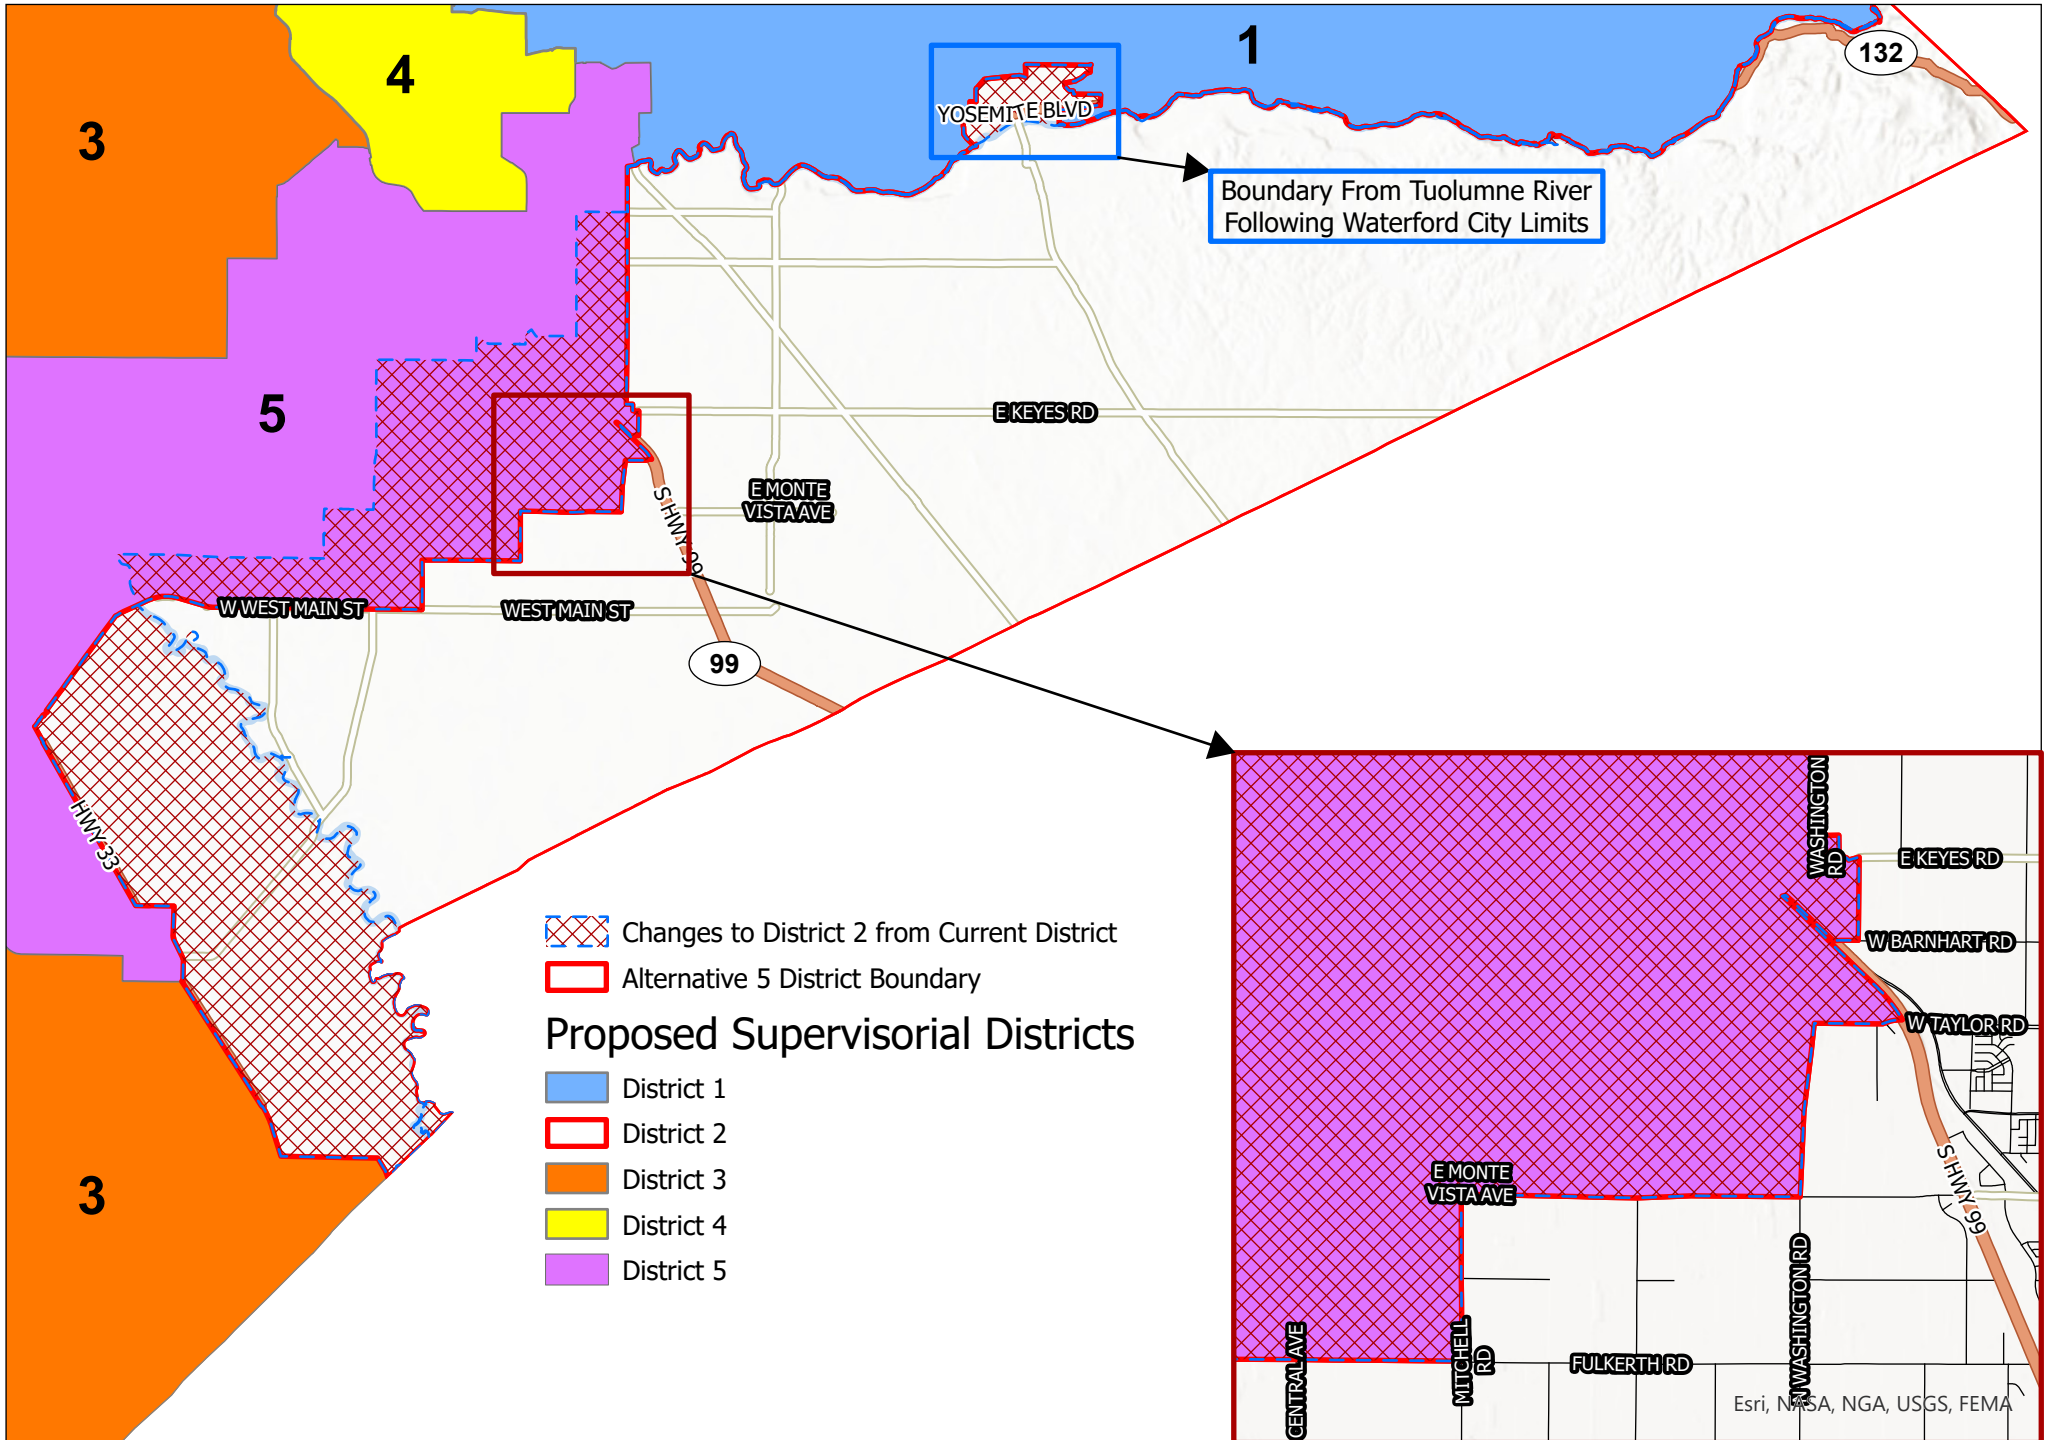 1
132
4
3
YOSEMITE BLVD
Boundary From Tuolumne River
Following Waterford City Limits
5
E KEYES RD
E MONTE
VISTA AVE
S HWY 99
W WEST MAIN ST
WEST MAIN ST
99
HWY 33
Changes to District 2 from Current District
Alternative 5 District Boundary
Proposed Supervisorial Districts
District 1
District 2
District 3
District 4
District 5
3
WASHINGTON
RD
E KEYES RD
W BARNHART RD
W TAYLOR RD
E MONTE
VISTA AVE
S HWY 99
N WASHINGTON RD
CENTRAL AVE
MITCHELL
RD
FULKERTH RD
Esri, NASA, NGA, USGS, FEMA